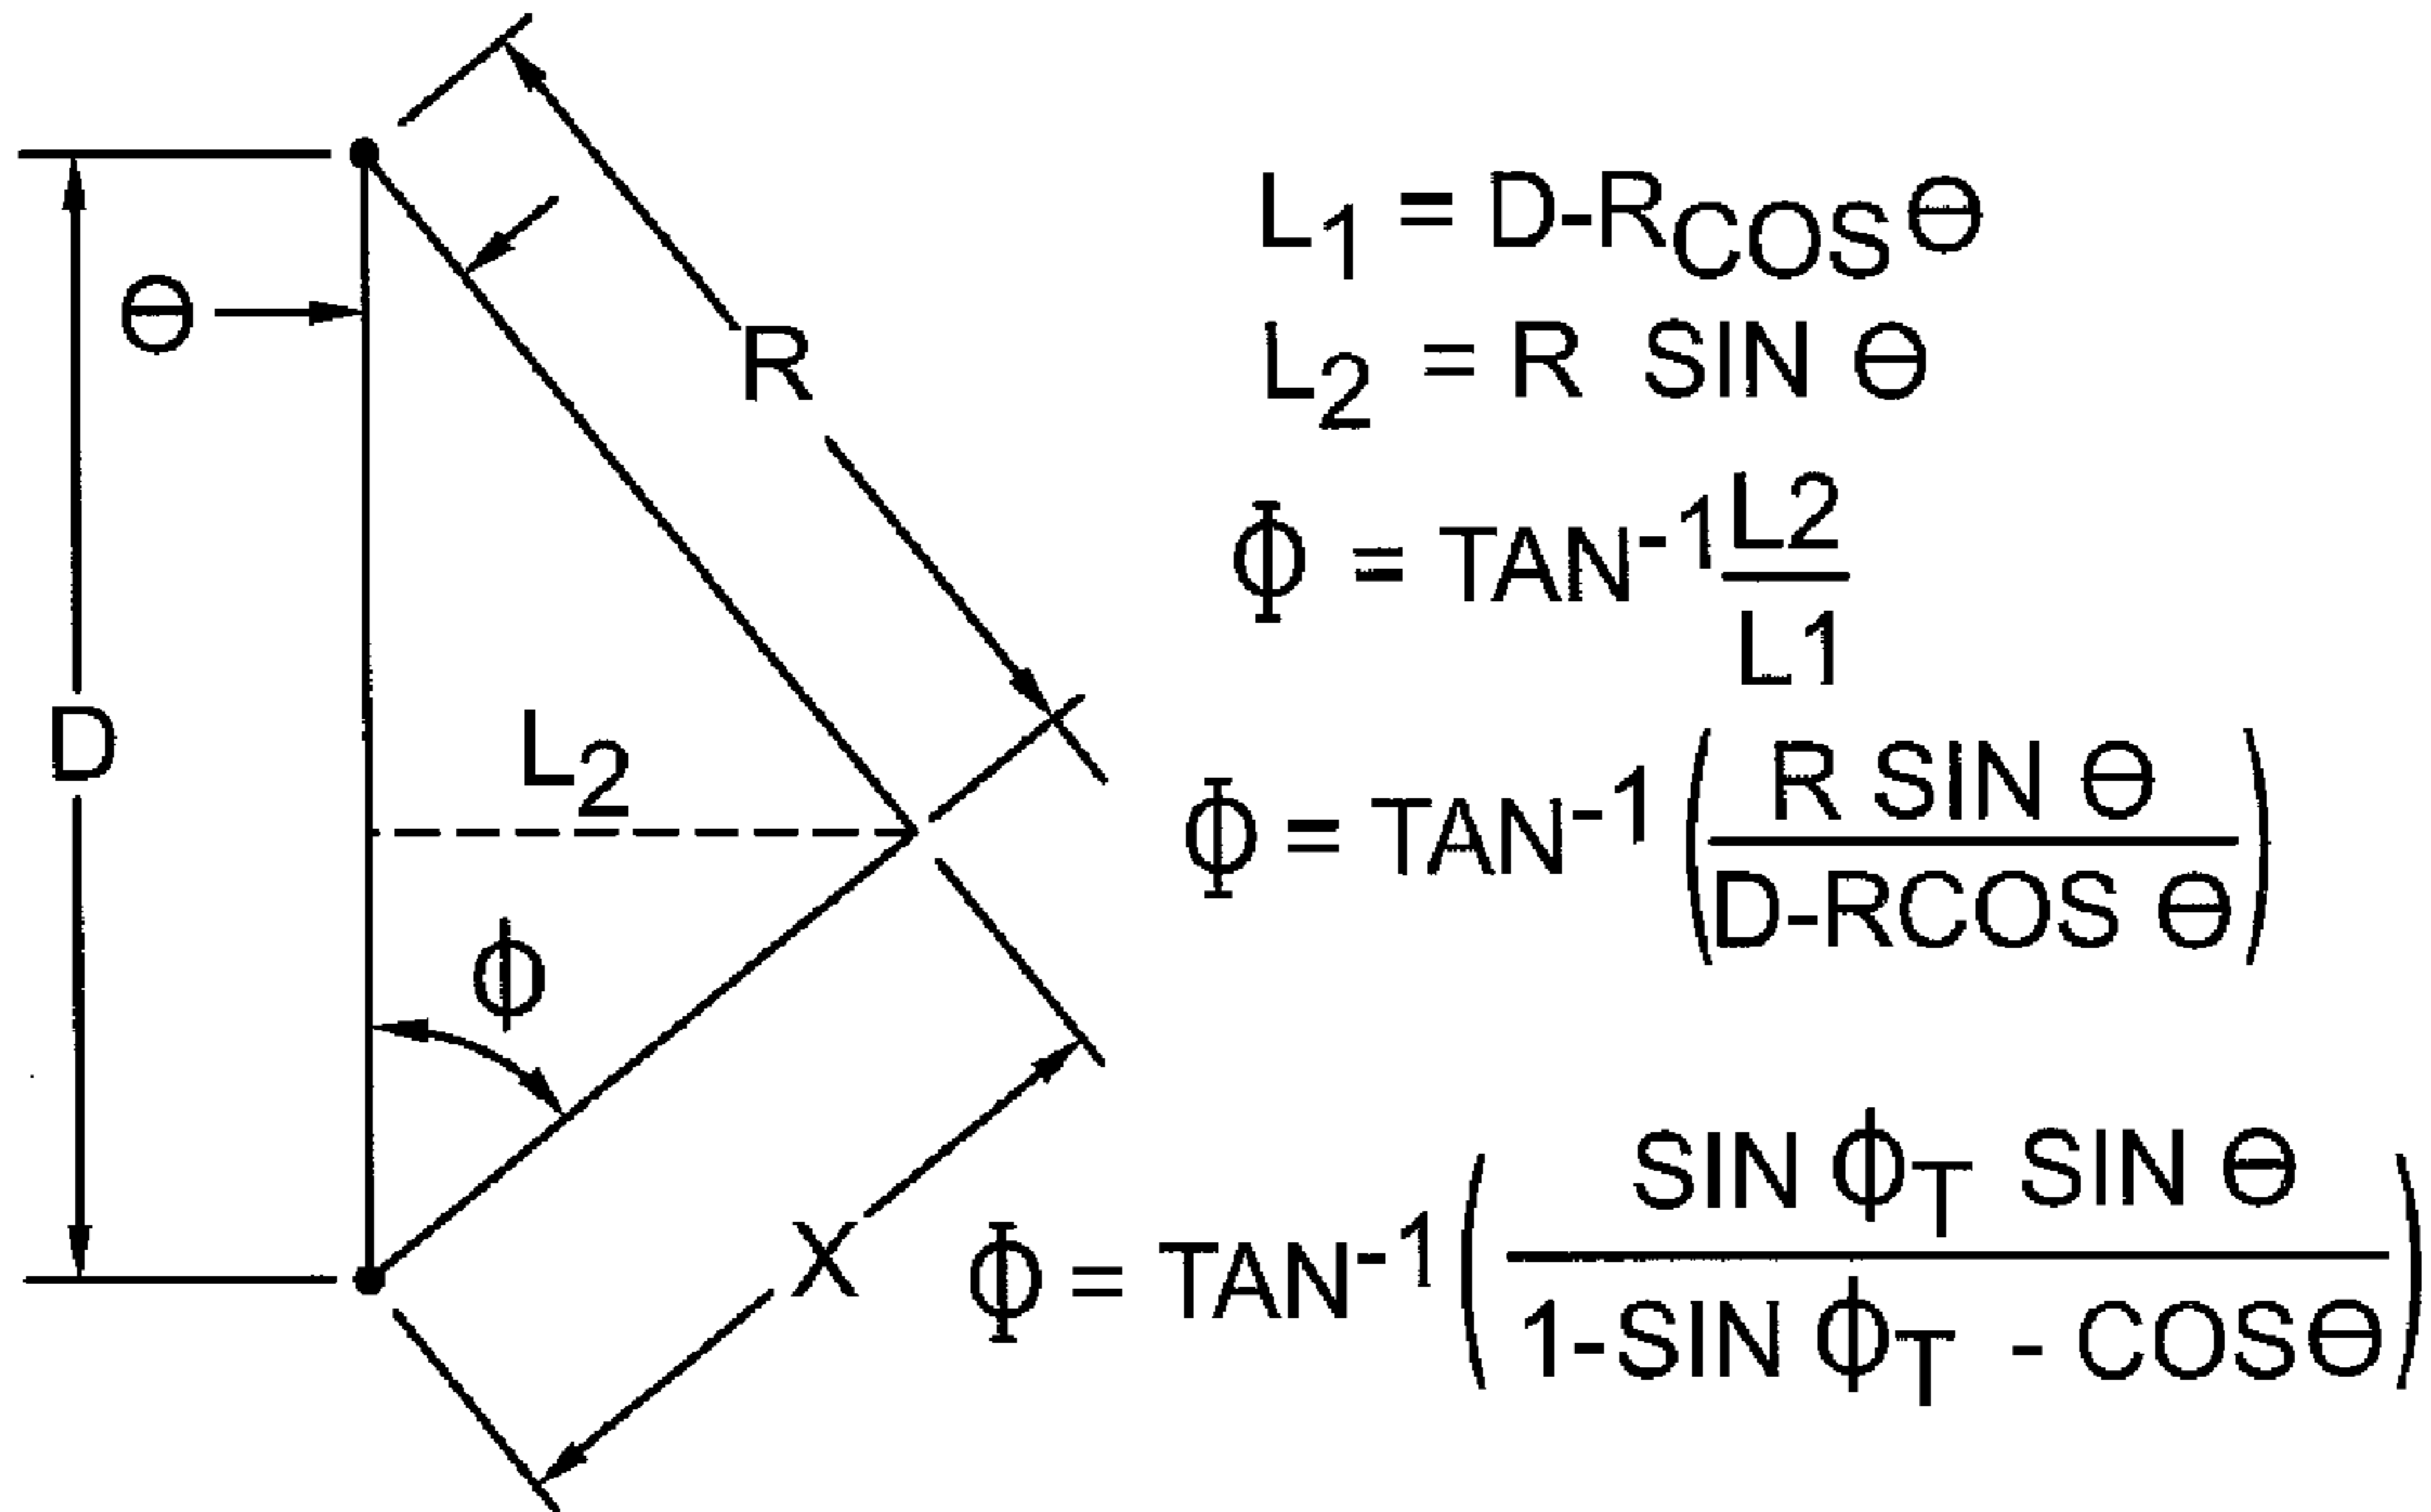 Θ
R
D
L2
ϕ
X
L1 = D-RCOS Θ
L2 = R SIN Θ
Φ = TAN-1 L2
L1
Φ = TAN-1 ( R SIN Θ
D-RCOS Θ )
Φ = TAN-1 ( SIN ϕT SIN Θ
1-SIN ϕT - COSΘ )